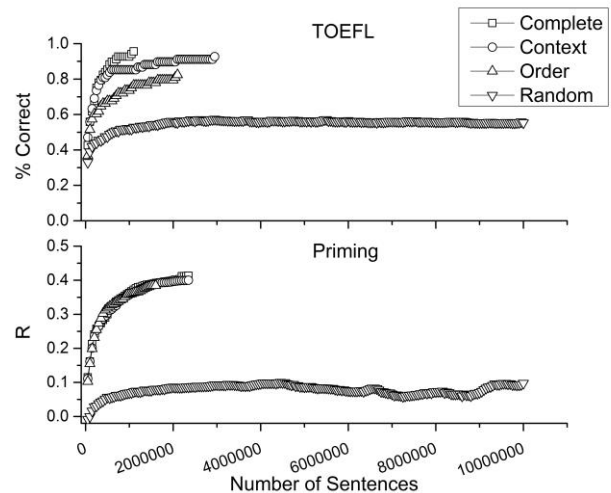 TOEFL
Complete
Context
Order
Random
% Correct
1.0
0.8
0.6
0.4
0.2
0.0
Priming
R
0.5
0.4
0.3
0.2
0.1
0.0
0 2000000 4000000 6000000 8000000 10000000
Number of Sentences